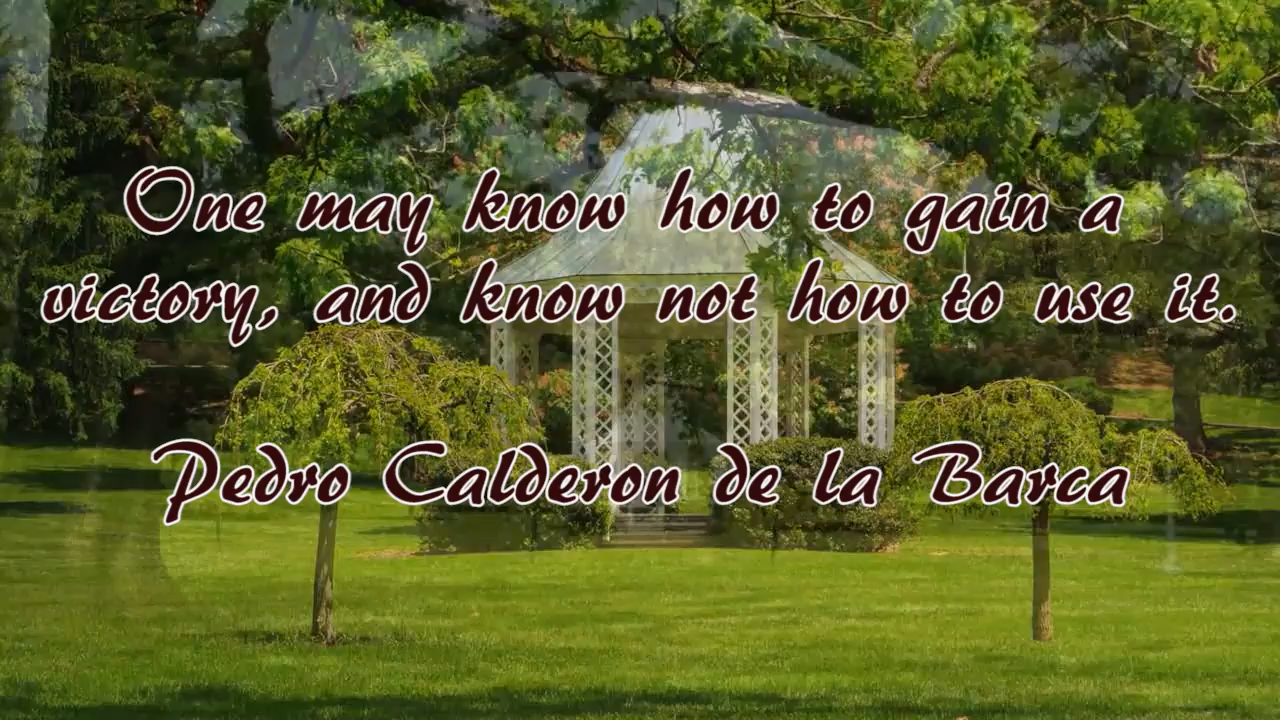 One may know how to gain a
victory, and know not how to use it.
Pedro Calderon de la Barca